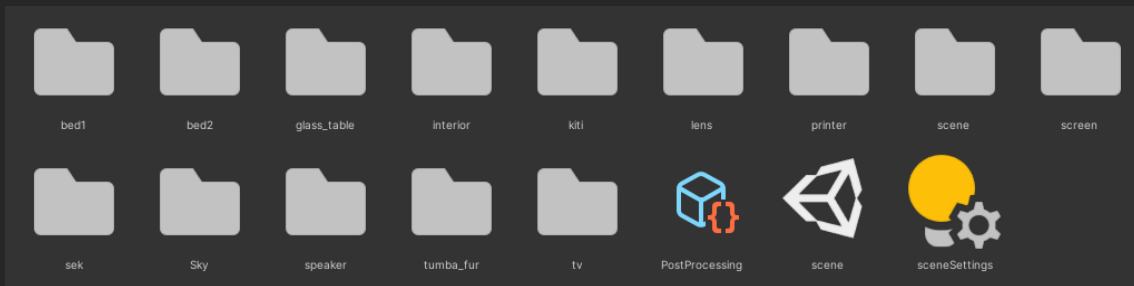 bed1 bed2 glass_table interior kiti lens printer scene screen
sek Sky speaker tumba_fur tv PostProcessing scene sceneSettings